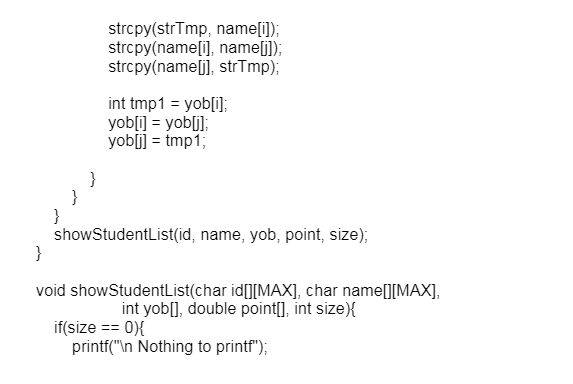 strcpy(strTmp, name[i]);
strcpy(name[i], name[j]);
strcpy(name[j], strTmp);
int tmp1 = yob[i];
yob[i] = yob[j];
yob[j] = tmp1;
}
}
}
showStudentList(id, name, yob, point, size);
}
void showStudentList(char id[][MAX], char name[][MAX],
int yob[], double point[], int size){
if(size == 0){
printf("\n Nothing to printf");